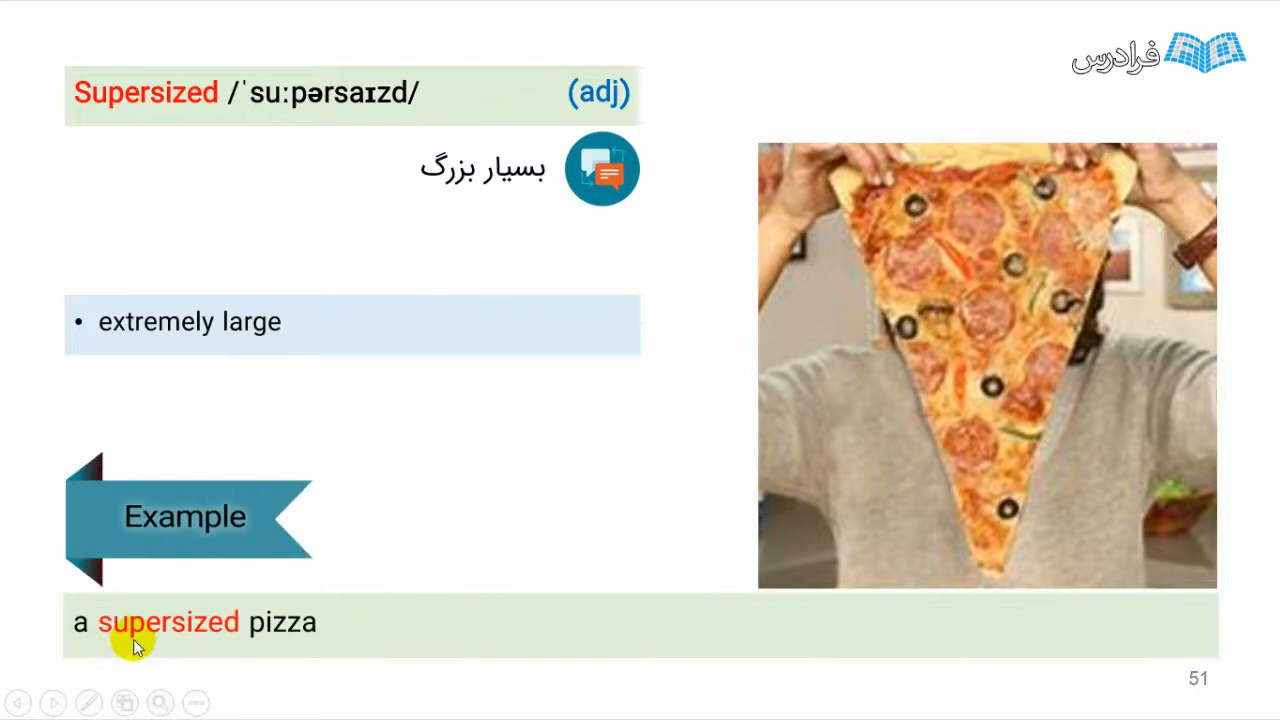 فرادرس
Supersized /ˈsuːpərsaɪzd/ (adj)
بسیار بزرگ
• extremely large
Example
a supersized pizza
51